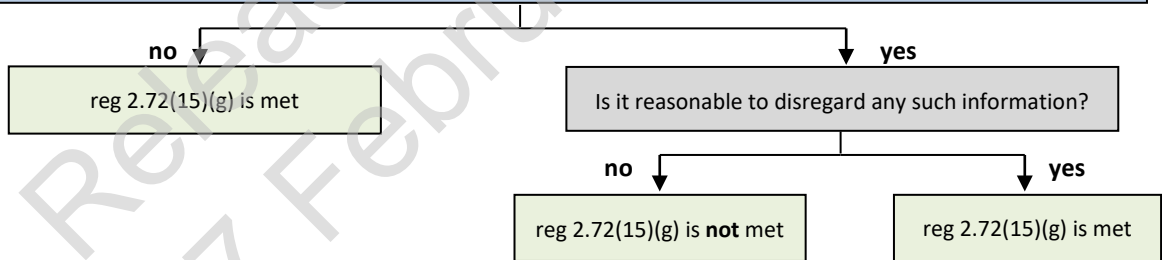 no
yes
reg 2.72(15)(g) is met
Is it reasonable to disregard any such information?
no
yes
reg 2.72(15)(g) is not met
reg 2.72(15)(g) is met